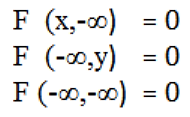 F (x,-∞) = 0
F (-∞,y) = 0
F (-∞,-∞) = 0